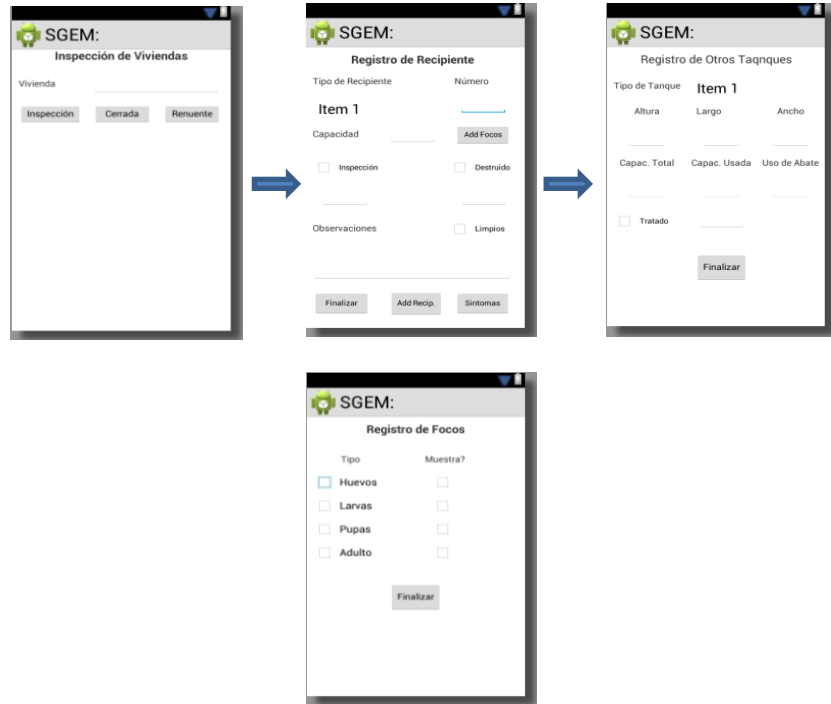 SGEM:
Inspección de Viviendas
Vivienda
Inspección Cerrada Renuente
SGEM:
Registro de Recipiente
Tipo de Recipiente Número
Item 1
Capacidad Add Focos
Inspección Destruido
Observaciones Limpios
Finalizar Add Recip. Sintomas
SGEM:
Registro de Otros Taqnques
Tipo de Tanque Item 1
Altura Largo Ancho
Capac. Total Capac. Usada Uso de Abate
Tratado
Finalizar
SGEM:
Registro de Focos
Tipo Muestra?
Huevos
Larvas
Pupas
Adulto
Finalizar